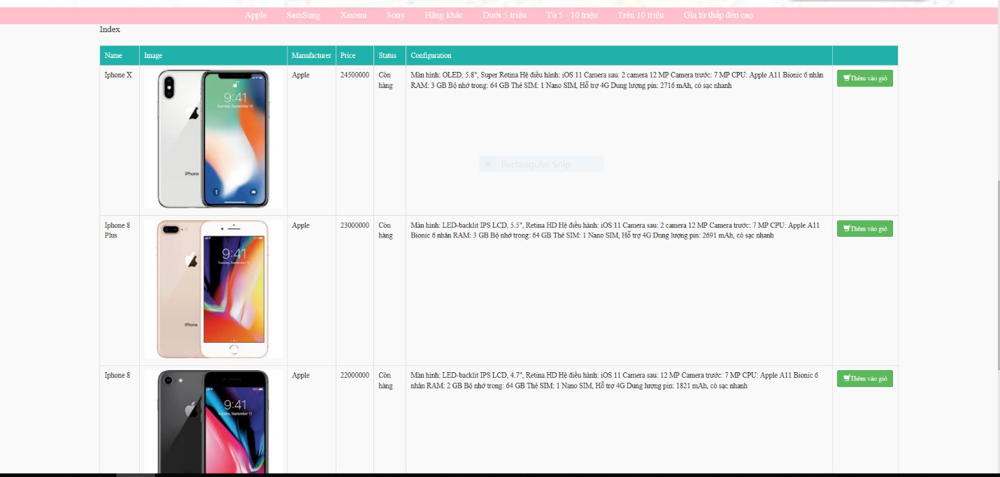 Apple SamSung Xiaomi Sony Hãng khác Dưới 5 triệu Từ 5 - 10 triệu Trên 10 triệu Gia từ thấp đến cao
Index
Name Image Manufacturer Price Status Configuration
Iphone X
9:41
Tuesday, September 12
iPhone
Apple
24500000
Còn
hàng
Màn hình: OLED, 5.8", Super Retina Hệ điều hành: iOS 11 Camera sau: 2 camera 12 MP Camera trước: 7 MP CPU: Apple A11 Bionic 6 nhân
RAM: 3 GB Bộ nhớ trong: 64 GB Thẻ SIM: 1 Nano SIM, Hỗ trợ 4G Dung lượng pin: 2716 mAh, có sạc nhanh
Thêm vào giỏ
Rectangular Snip
Iphone 8
Plus
9:41
Tuesday, September 12
iPhone
Apple
23000000
Còn
hàng
Màn hình: LED-backlit IPS LCD, 5.5", Retina HD Hệ điều hành: iOS 11 Camera sau: 2 camera 12 MP Camera trước: 7 MP CPU: Apple A11
Bionic 6 nhân RAM: 3 GB Bộ nhớ trong: 64 GB Thẻ SIM: 1 Nano SIM, Hỗ trợ 4G Dung lượng pin: 2691 mAh, có sạc nhanh
Thêm vào giỏ
Iphone 8
9:41
Tuesday, September 12
Apple
22000000
Còn
hàng
Màn hình: LED-backlit IPS LCD, 4.7", Retina HD Hệ điều hành: iOS 11 Camera sau: 12 MP Camera trước: 7 MP CPU: Apple A11 Bionic 6
nhân RAM: 2 GB Bộ nhớ trong: 64 GB Thẻ SIM: 1 Nano SIM, Hỗ trợ 4G Dung lượng pin: 1821 mAh, có sạc nhanh
Thêm vào giỏ